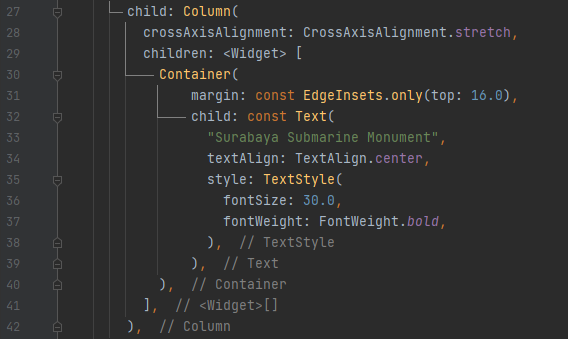 27 child: Column(
28 crossAxisAlignment: CrossAxisAlignment.stretch,
29 children: <Widget> [
30 Container(
31 margin: const EdgeInsets.only(top: 16.0),
32 child: const Text(
33 "Surabaya Submarine Monument",
34 textAlign: TextAlign.center,
35 style: TextStyle(
36 fontSize: 30.0,
37 fontWeight: FontWeight.bold,
38 ), // TextStyle
39 ), // Text
40 ), // Container
41 ], // <Widget>[]
42 ), // Column